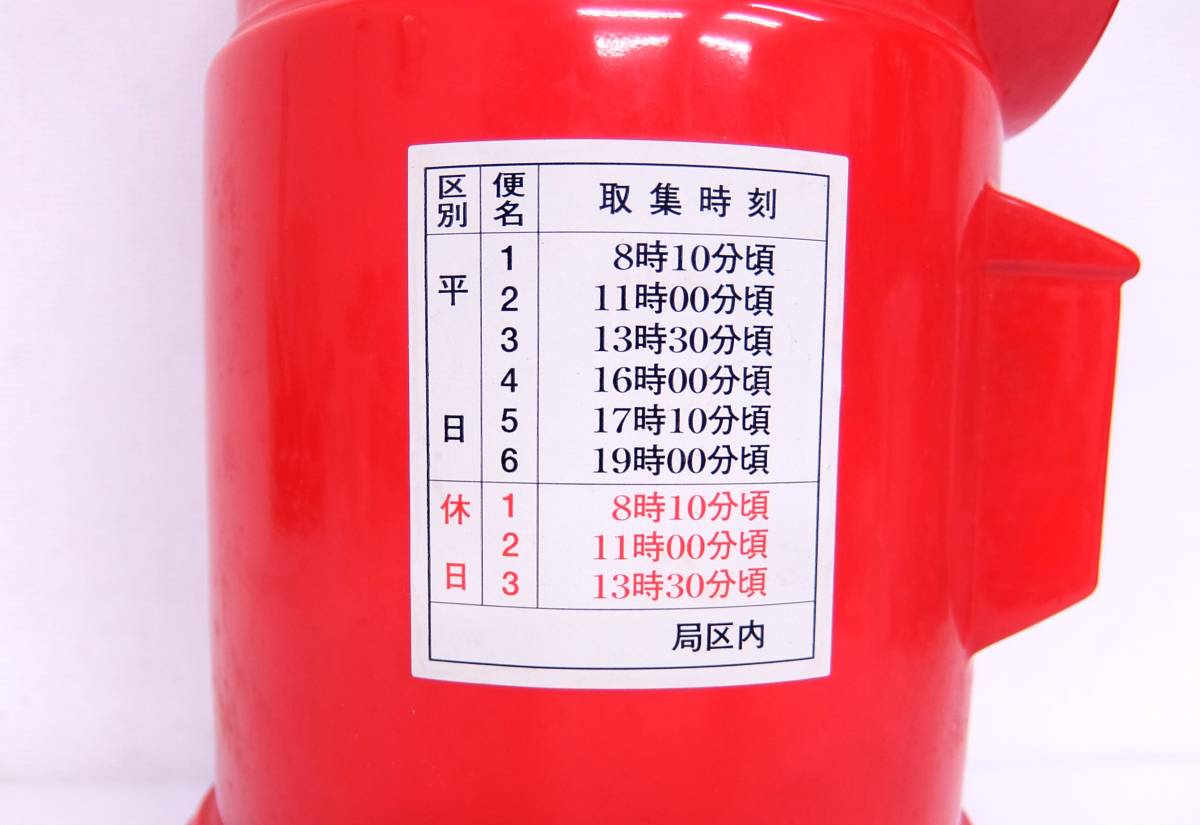 区別 便名 取集時刻
平日 1 8時10分頃
2 11時00分頃
3 13時30分頃
4 16時00分頃
5 17時10分頃
6 19時00分頃
休日 1 8時10分頃
2 11時00分頃
3 13時30分頃
局区内